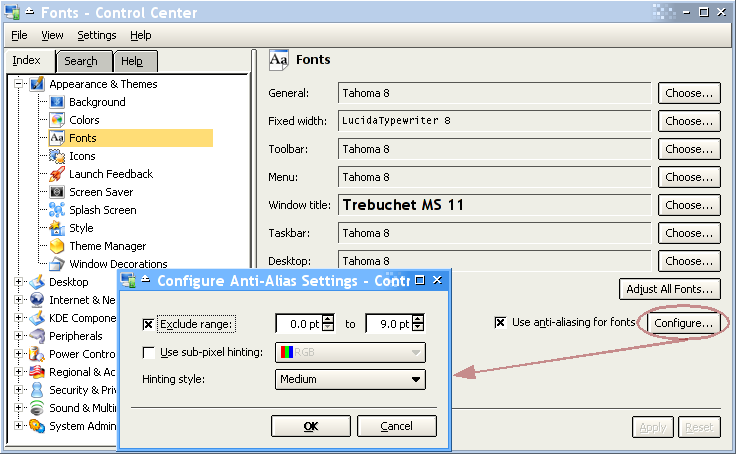 Fonts - Control Center
File View Settings Help
Index Search Help
Appearance & Themes
Background
Colors
Fonts
Icons
Launch Feedback
Screen Saver
Splash Screen
Style
Theme Manager
Window Decorations
Desktop
Internet & Ne
KDE Compone
Peripherals
Power Contro
Regional & Ac
Security & Priv
Sound & Multim
System Admin
Fonts
General: Tahoma 8 Choose...
Fixed width: LucidaTypewriter 8 Choose...
Toolbar: Tahoma 8 Choose...
Menu: Tahoma 8 Choose...
Window title: Trebuchet MS 11 Choose...
Taskbar: Tahoma 8 Choose...
Desktop: Tahoma 8 Choose...
Adjust All Fonts...
Use anti-aliasing for fonts Configure...
Apply Reset
Configure Anti-Alias Settings - Contr
Exclude range: 0.0 pt to 9.0 pt
Use sub-pixel hinting: RGB
Hinting style: Medium
OK Cancel